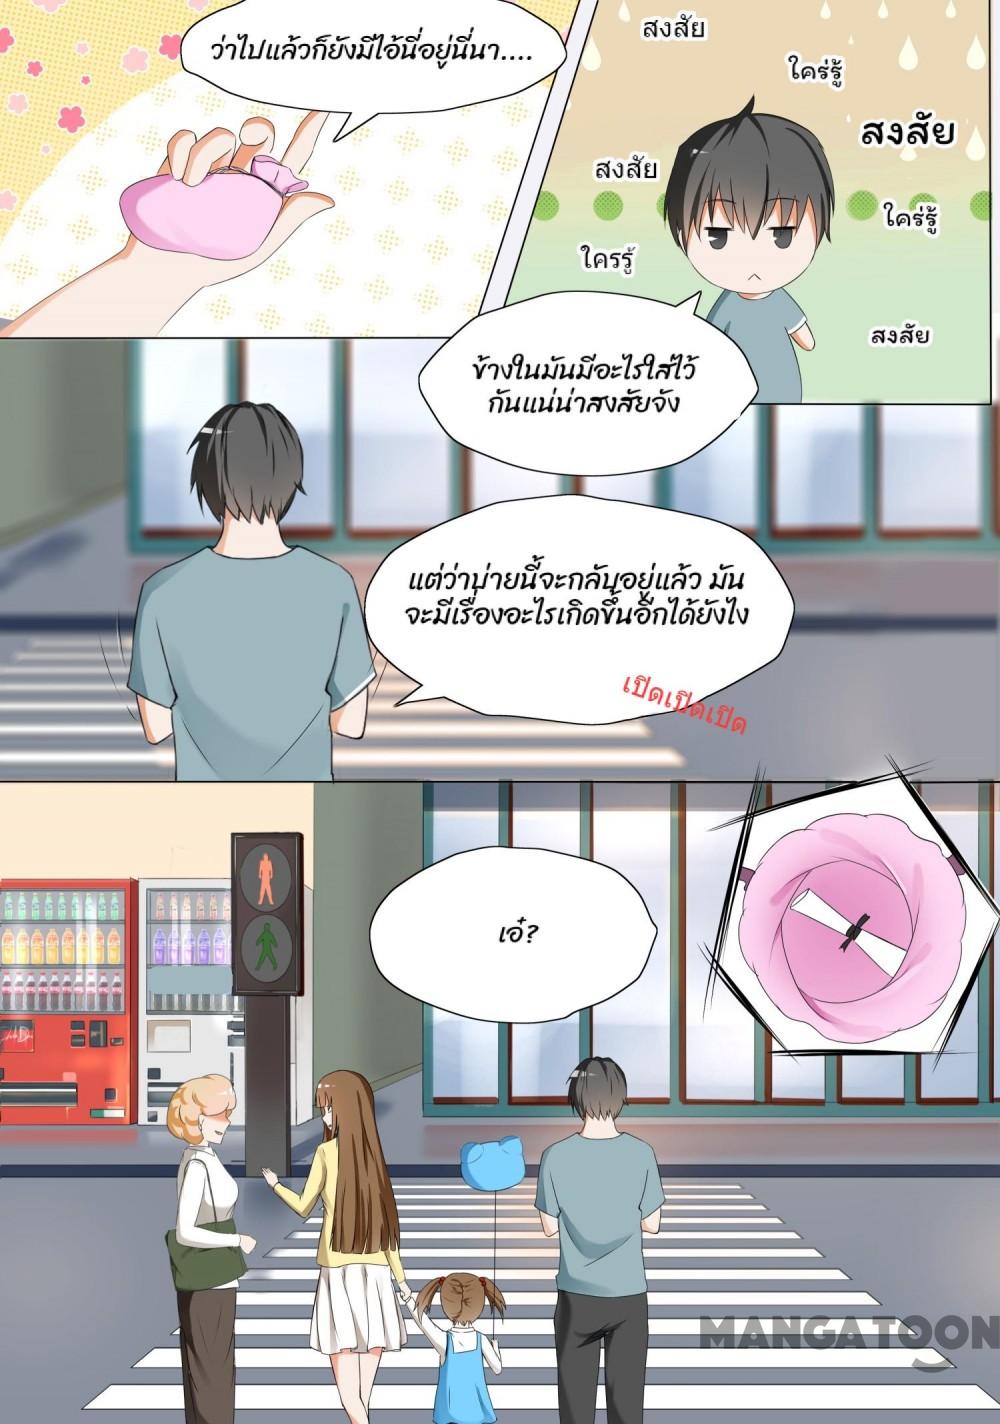 ว่าไปแล้วก็ยังมีไอ้นี่อยู่นี่นา....
สงสัย
ใคร่รู้
สงสัย
สงสัย
ใคร่รู้
ใครรู้
สงสัย
ข้างในมันมีอะไรใส่ไว้
กันแน่น่าสงสัยจัง
แต่ว่าบ่ายนี้จะกลับอยู่แล้ว มัน
จะมีเรื่องอะไรเกิดขึ้นอีกได้ยังไง
เปิดเปิดเปิด
เอ๋?
MANGATOON